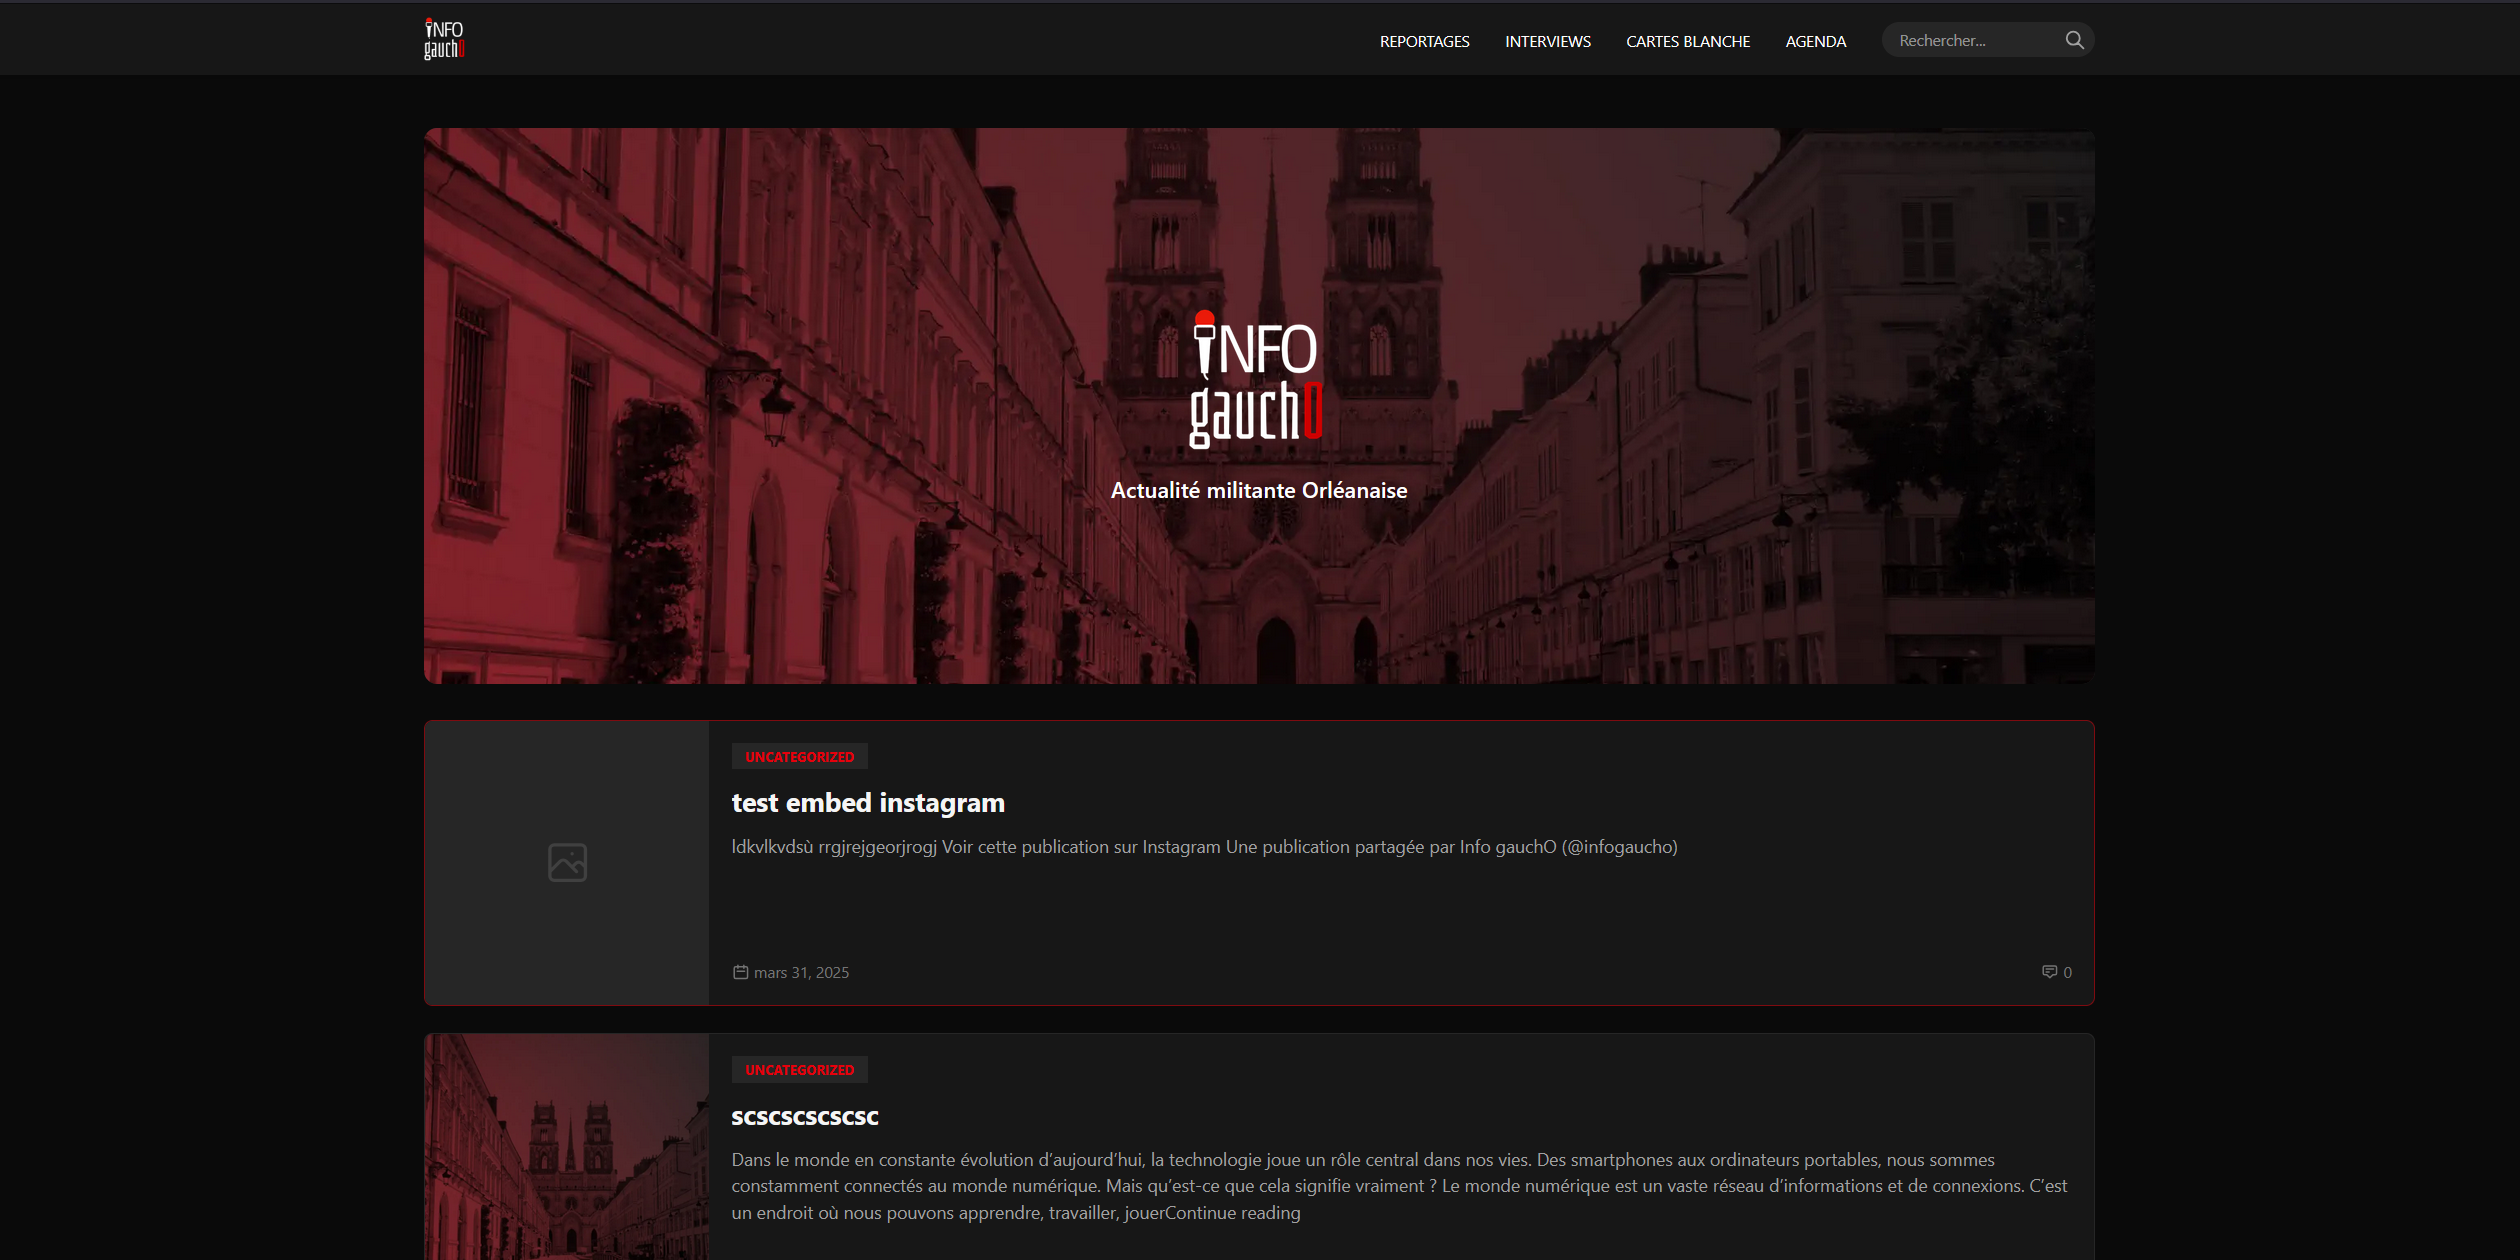 iNFO
gauchO
REPORTAGES
INTERVIEWS
CARTES BLANCHE
AGENDA
Rechercher...
iNFO
gauchO
Actualité militante Orléanaise
UNCATEGORIZED
test embed instagram
ldkvlkvdsù rrgjrejgeorjrogj Voir cette publication sur Instagram Une publication partagée par Info gauchO (@infogaucho)
mars 31, 2025
0
UNCATEGORIZED
scscscscscsc
Dans le monde en constante évolution d’aujourd’hui, la technologie joue un rôle central dans nos vies. Des smartphones aux ordinateurs portables, nous sommes
constamment connectés au monde numérique. Mais qu’est-ce que cela signifie vraiment ? Le monde numérique est un vaste réseau d’informations et de connexions. C’est
un endroit où nous pouvons apprendre, travailler, jouerContinue reading